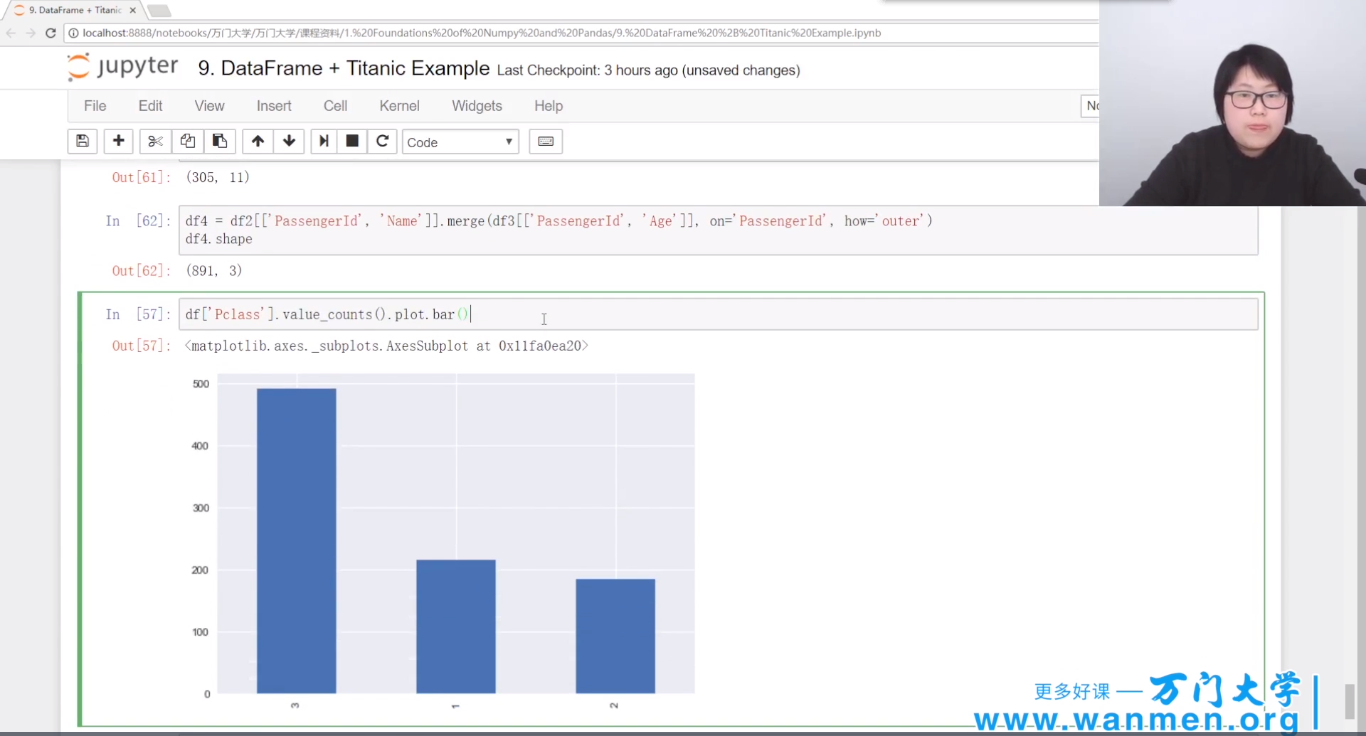 9. DataFrame + Titanic
localhost:8888/notebooks/万门大学/万门大学/课程资料/1.%20Foundations%20of%20Numpy%20and%20Pandas/9.%20DataFrame%20%2B%20Titanic%20Example.ipynb
jupyter 9. DataFrame + Titanic Example Last Checkpoint: 3 hours ago (unsaved changes)
File Edit View Insert Cell Kernel Widgets Help
Code
Out[61]: (305, 11)
In [62]: df4 = df2[['PassengerId', 'Name']].merge(df3[['PassengerId', 'Age']], on='PassengerId', how='outer')
df4.shape
Out[62]: (891, 3)
In [57]: df['Pclass'].value_counts().plot.bar()
Out[57]: <matplotlib.axes._subplots.AxesSubplot at 0x11fa0ea20>
500
400
300
200
100
0
3 1 2
更多好课 — 万门大学
www.wanmen.org